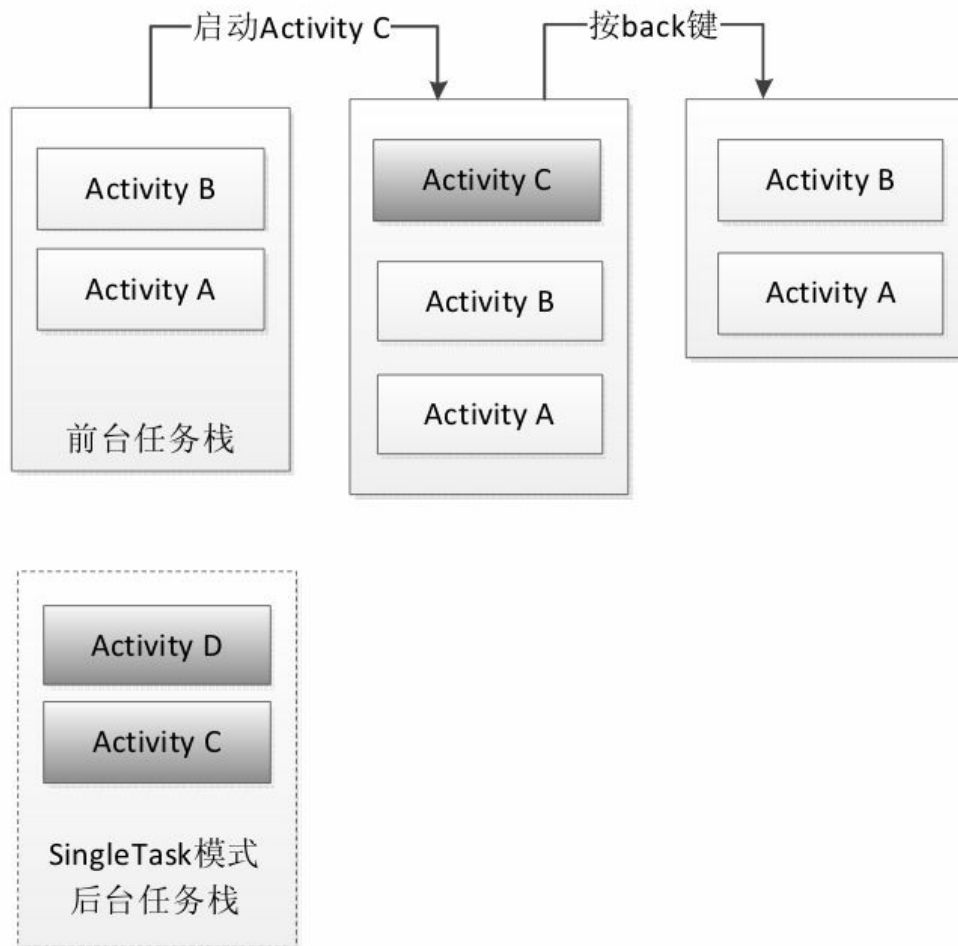 启动Activity C
按back键
Activity B
Activity A
前台任务栈
Activity C
Activity B
Activity A
Activity B
Activity A
Activity D
Activity C
SingleTask模式
后台任务栈